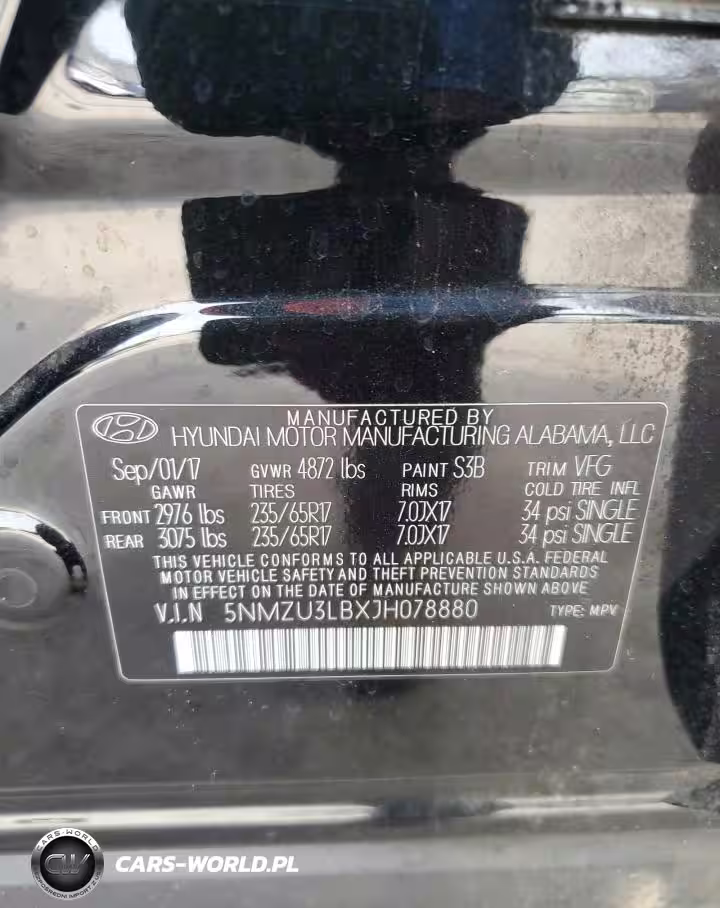 MANUFACTURED BY
HYUNDAI MOTOR MANUFACTURING ALABAMA, LLC
Sep/01/17 GVWR 4872 lbs PAINT S3B TRIM VFG
GAWR TIRES RIMS COLD TIRE INFL
FRONT 2976 lbs 235/65R17 7.0JX17 34 psi SINGLE
REAR 3075 lbs 235/65R17 7.0JX17 34 psi SINGLE
THIS VEHICLE CONFORMS TO ALL APPLICABLE U.S.A. FEDERAL
MOTOR VEHICLE SAFETY AND THEFT PREVENTION STANDARDS
IN EFFECT ON THE DATE OF MANUFACTURE SHOWN ABOVE
V.I.N 5NMZU3LBXJH078880 TYPE: MPV
CARS-WORLD
CW
CARS-WORLD.PL